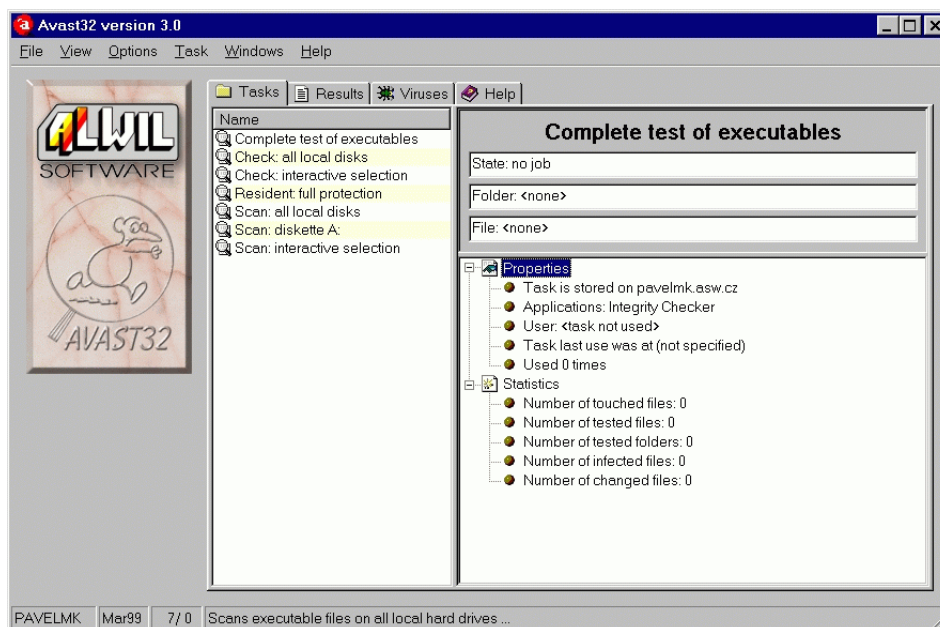 Avast32 version 3.0
File View Options Task Windows Help
ALWIL
SOFTWARE
AVAST32
Tasks Results Viruses Help
Name
Complete test of executables
Check: all local disks
Check: interactive selection
Resident: full protection
Scan: all local disks
Scan: diskette A:
Scan: interactive selection
Complete test of executables
State: no job
Folder: <none>
File: <none>
Properties
Task is stored on pavelmk.asw.cz
Applications: Integrity Checker
User: <task not used>
Task last use was at (not specified)
Used 0 times
Statistics
Number of touched files: 0
Number of tested files: 0
Number of tested folders: 0
Number of infected files: 0
Number of changed files: 0
PAVELMK Mar99 7/ 0 Scans executable files on all local hard drives ...